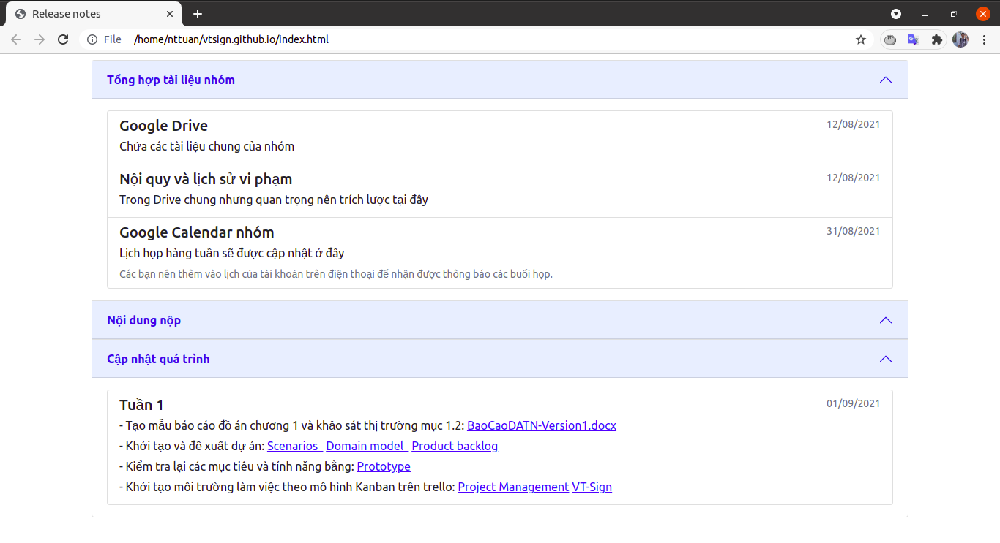 Release notes
File | /home/nttuan/vtsign.github.io/index.html
Tổng hợp tài liệu nhóm
Google Drive 12/08/2021
Chứa các tài liệu chung của nhóm
Nội quy và lịch sử vi phạm 12/08/2021
Trong Drive chung nhưng quan trọng nên trích lược tại đây
Google Calendar nhóm 31/08/2021
Lịch họp hàng tuần sẽ được cập nhật ở đây
Các bạn nên thêm vào lịch của tài khoản trên điện thoại để nhận được thông báo các buổi họp.
Nội dung nộp
Cập nhật quá trình
Tuần 1 01/09/2021
- Tạo mẫu báo cáo đồ án chương 1 và khảo sát thị trường mục 1.2: BaoCaoDATN-Version1.docx
- Khởi tạo và đề xuất dự án: Scenarios Domain model Product backlog
- Kiểm tra lại các mục tiêu và tính năng bằng: Prototype
- Khởi tạo môi trường làm việc theo mô hình Kanban trên trello: Project Management VT-Sign